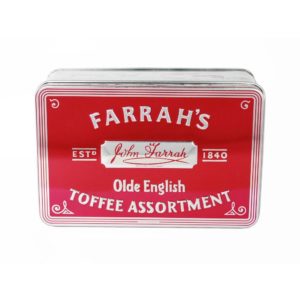 FARRAH'S
ESTD John Farrah 1840
Olde English
TOFFEE ASSORTMENT